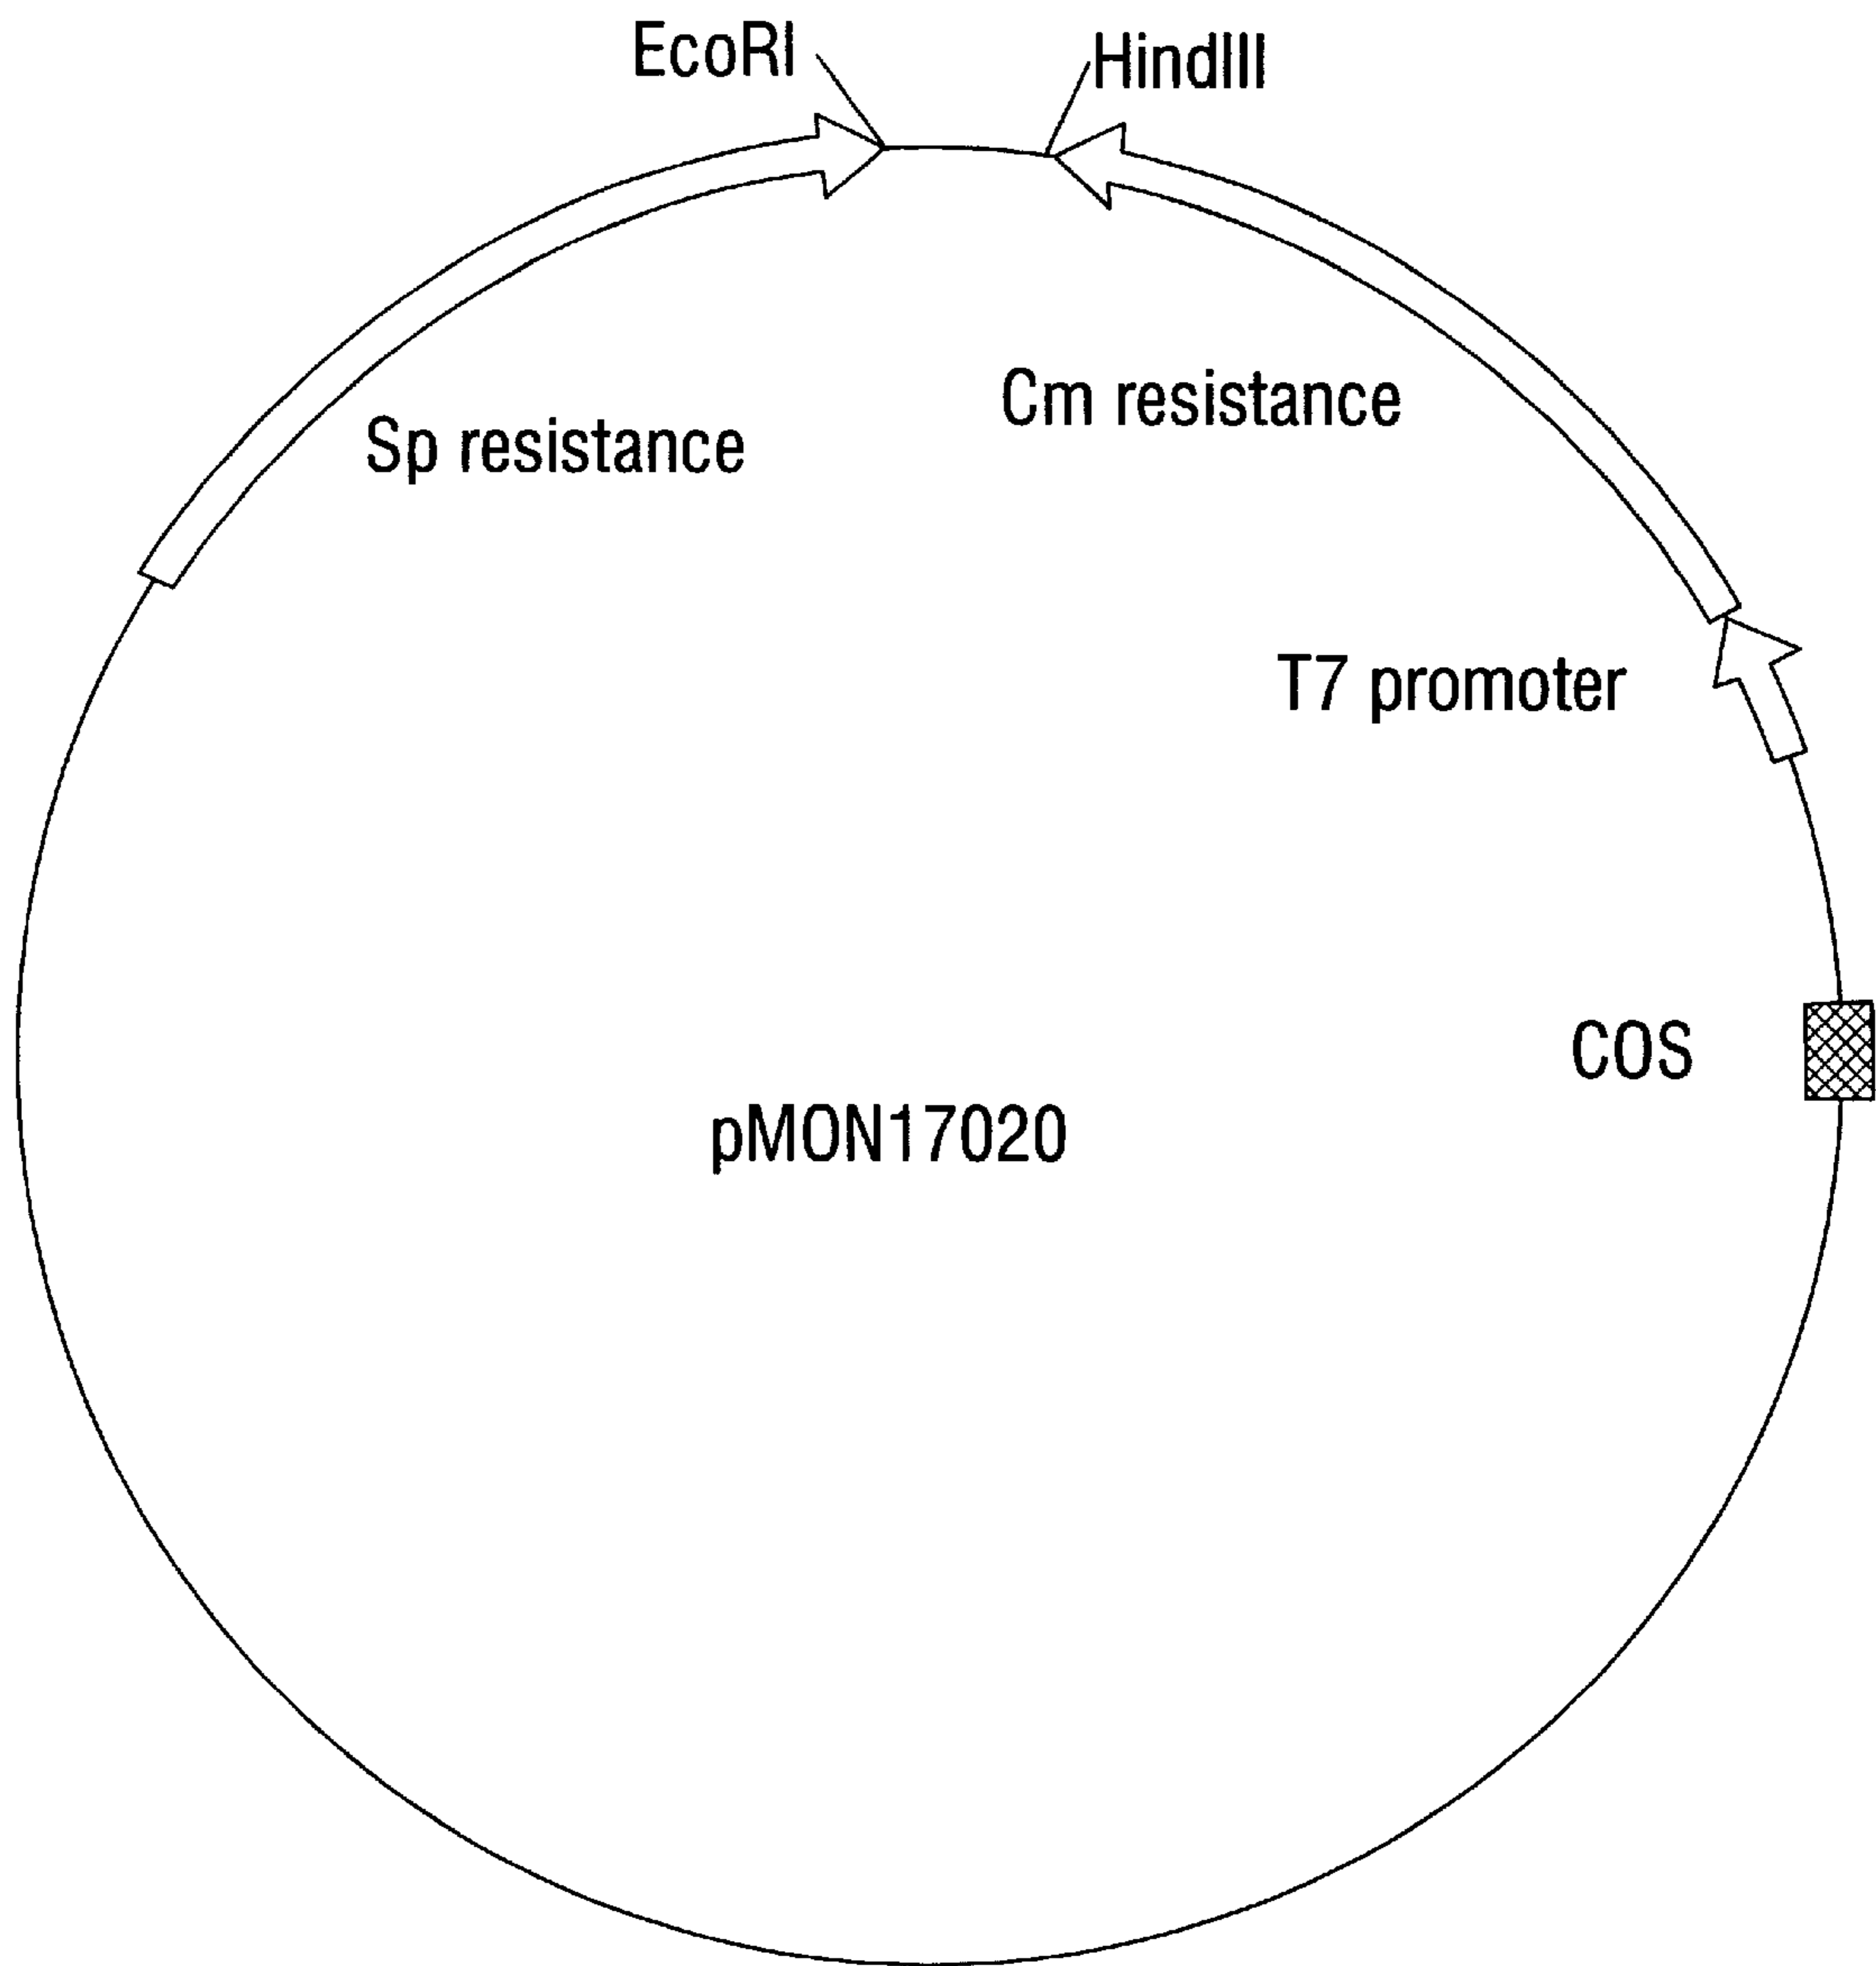 EcoRI
HindIII
Cm resistance
Sp resistance
T7 promoter
COS
pMON17020